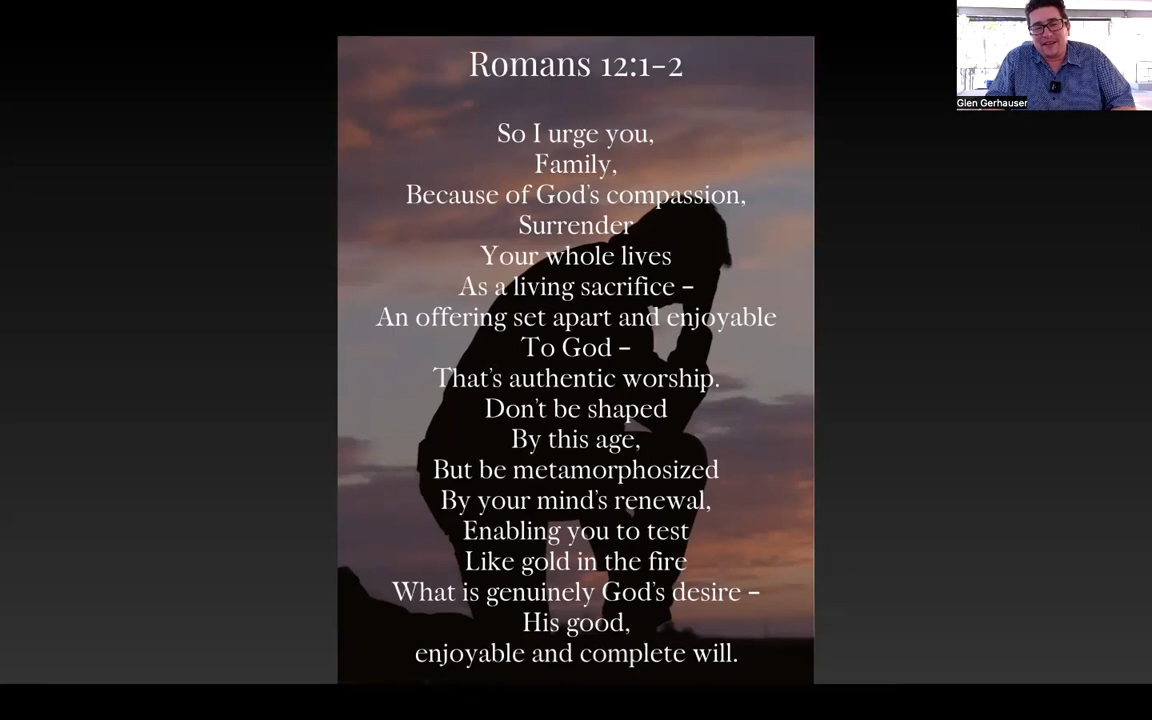 Romans 12:1-2
So I urge you,
Family,
Because of God's compassion,
Surrender
Your whole lives
As a living sacrifice –
An offering set apart and enjoyable
To God –
That's authentic worship.
Don't be shaped
By this age,
But be metamorphosized
By your mind's renewal,
Enabling you to test
Like gold in the fire
What is genuinely God's desire –
His good,
enjoyable and complete will.
Glen Gerhauser